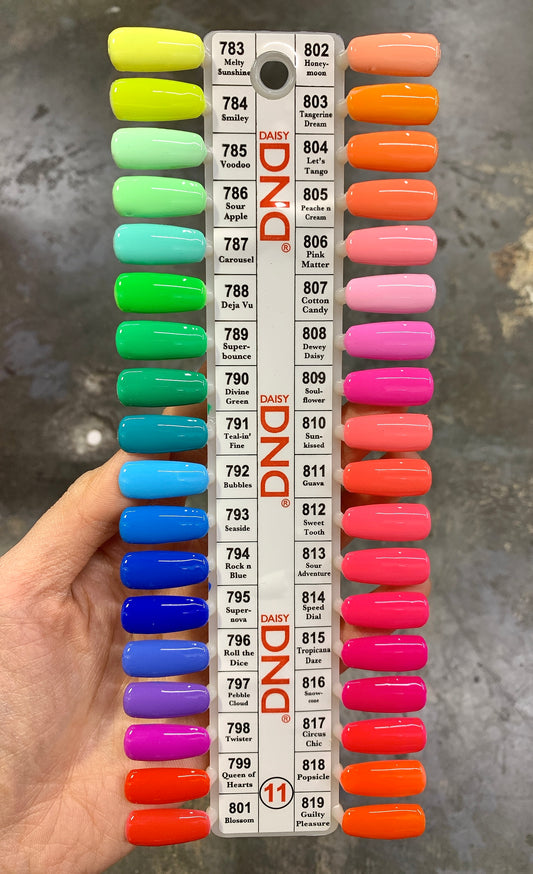 783
Melty
Sunshine
784
Smiley
785
Voodoo
786
Sour
Apple
787
Carousel
788
Deja Vu
789
Super-
bounce
790
Divine
Green
791
Teal-in'
Fine
792
Bubbles
793
Seaside
794
Rock n
Blue
795
Super-
nova
796
Roll the
Dice
797
Pebble
Cloud
798
Twister
799
Queen of
Hearts
801
Blossom
DAISY
DND®
DAISY
DND®
DAISY
DND®
11
802
Honey-
moon
803
Tangerine
Dream
804
Let's
Tango
805
Peache n
Cream
806
Pink
Matter
807
Cotton
Candy
808
Dewey
Daisy
809
Soul-
flower
810
Sun-
kissed
811
Guava
812
Sweet
Tooth
813
Sour
Adventure
814
Speed
Dial
815
Tropicana
Daze
816
Snow-
cone
817
Circus
Chic
818
Popsicle
819
Guilty
Pleasure